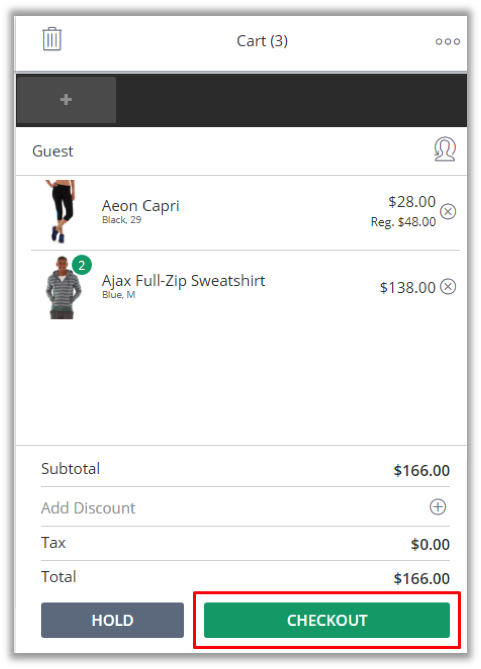 Cart (3)
+
Guest
Aeon Capri
$28.00
Black, 29
Reg. $48.00
2
Ajax Full-Zip Sweatshirt
$138.00
Blue, M
Subtotal $166.00
Add Discount
Tax $0.00
Total $166.00
HOLD CHECKOUT